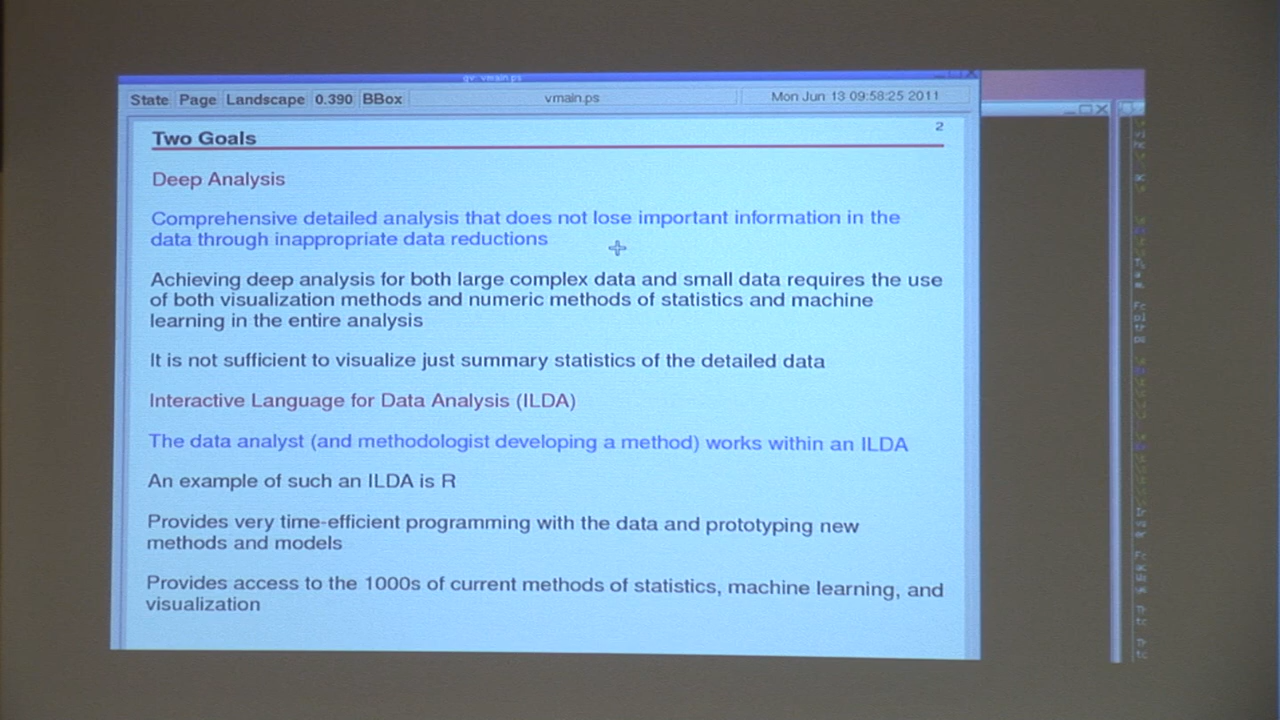 gv: vmain.ps
State Page Landscape 0.390 BBox vmain.ps Mon Jun 13 09:58:25 2011
2
Two Goals
Deep Analysis
Comprehensive detailed analysis that does not lose important information in the
data through inappropriate data reductions
Achieving deep analysis for both large complex data and small data requires the use
of both visualization methods and numeric methods of statistics and machine
learning in the entire analysis
It is not sufficient to visualize just summary statistics of the detailed data
Interactive Language for Data Analysis (ILDA)
The data analyst (and methodologist developing a method) works within an ILDA
An example of such an ILDA is R
Provides very time-efficient programming with the data and prototyping new
methods and models
Provides access to the 1000s of current methods of statistics, machine learning, and
visualization